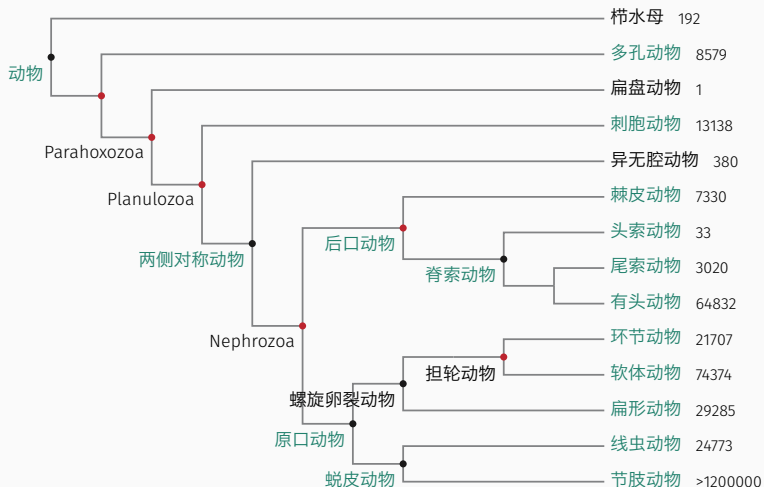 栉水母 192
多孔动物 8579
动物
扁盘动物 1
刺胞动物 13138
Parahoxozoa
异无腔动物 380
Planulozoa
棘皮动物 7330
头索动物 33
后口动物
两侧对称动物
尾索动物 3020
脊索动物
有头动物 64832
环节动物 21707
Nephrozoa
担轮动物
软体动物 74374
螺旋卵裂动物
扁形动物 29285
原口动物
线虫动物 24773
蜕皮动物
节肢动物 >1200000